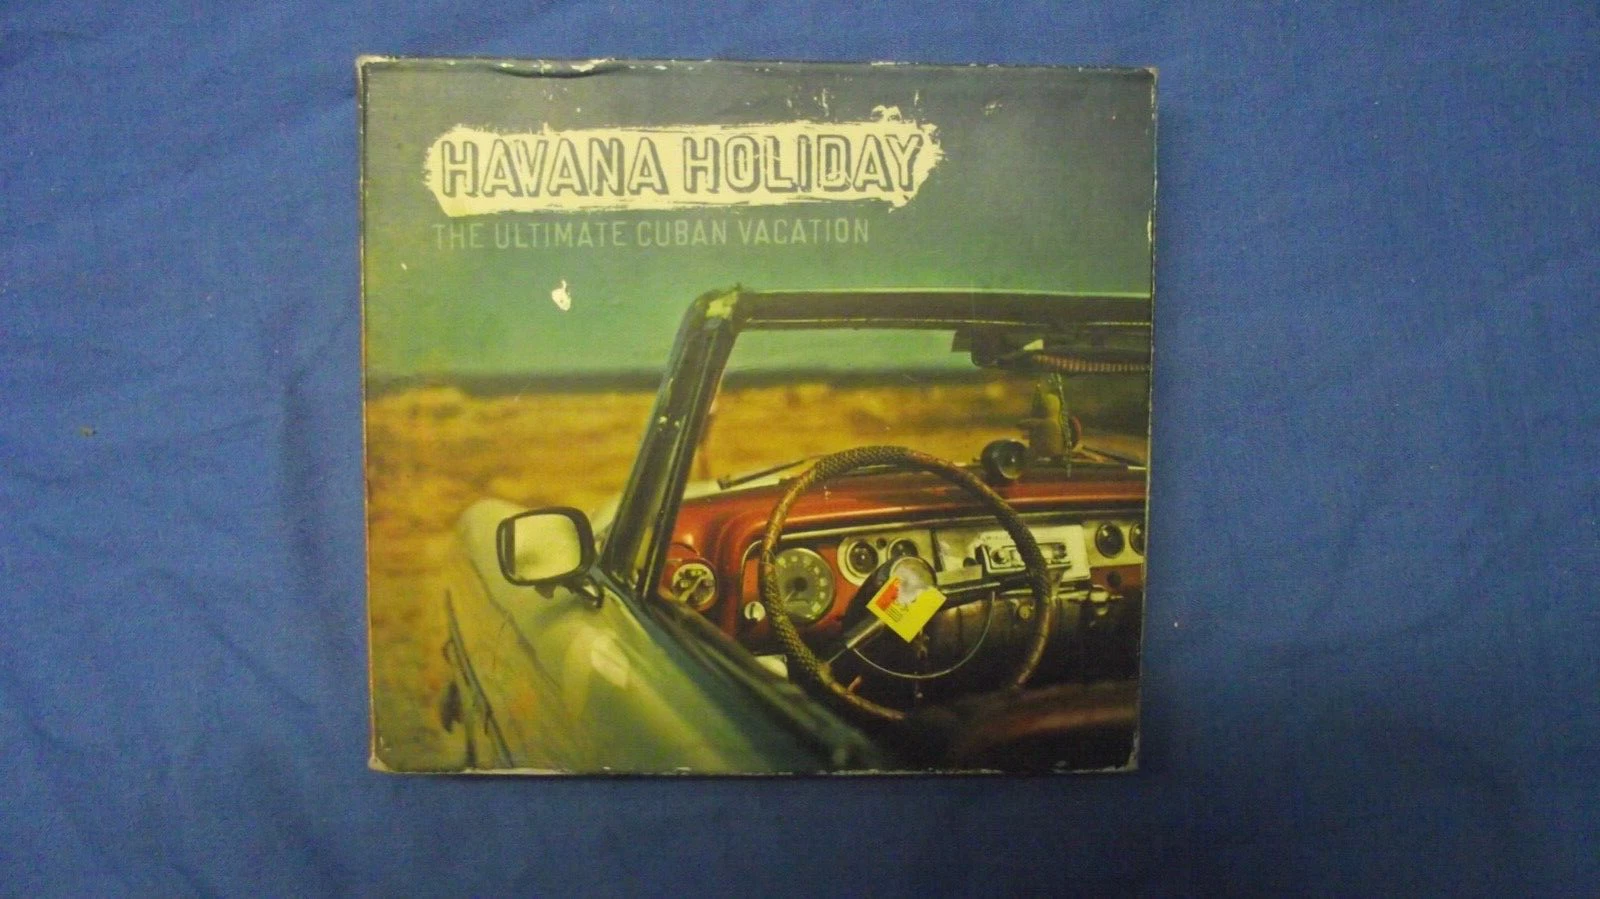 HAVANA HOLIDAY
THE ULTIMATE CUBAN VACATION